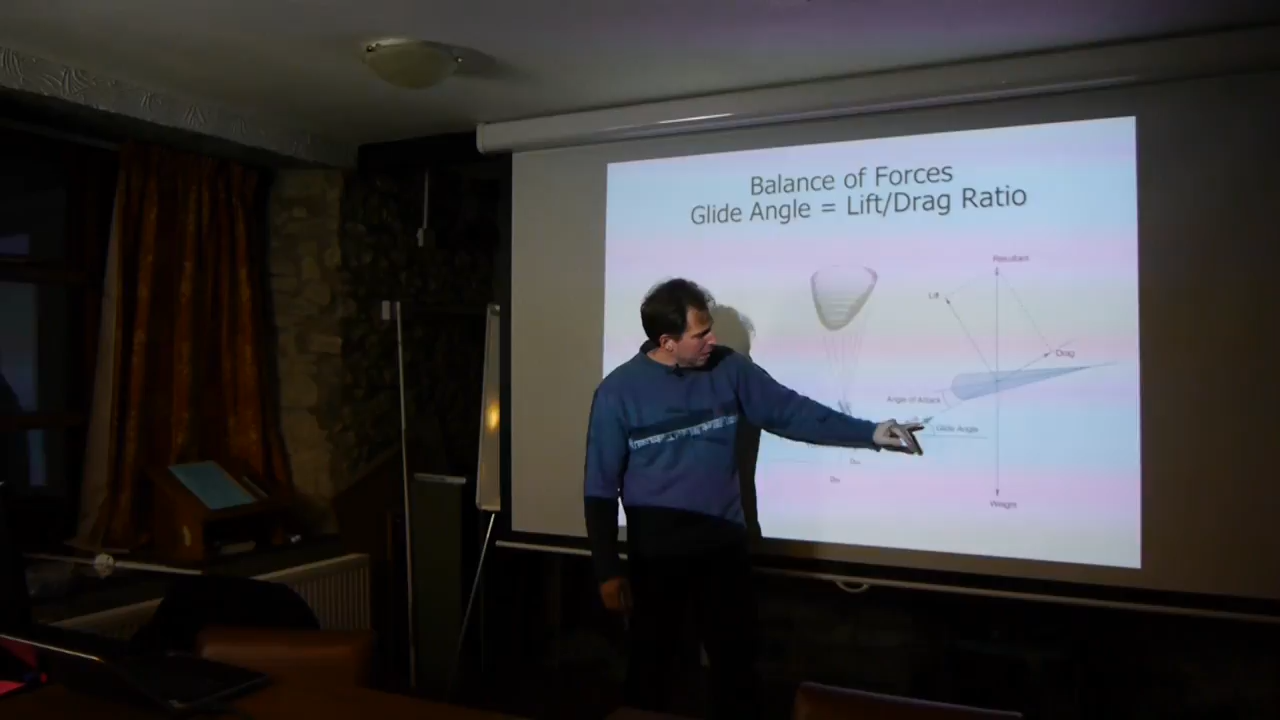 Balance of Forces
Glide Angle = Lift/Drag Ratio
Resultant
Lift
Drag
Angle of Attack
Glide Angle
Weight